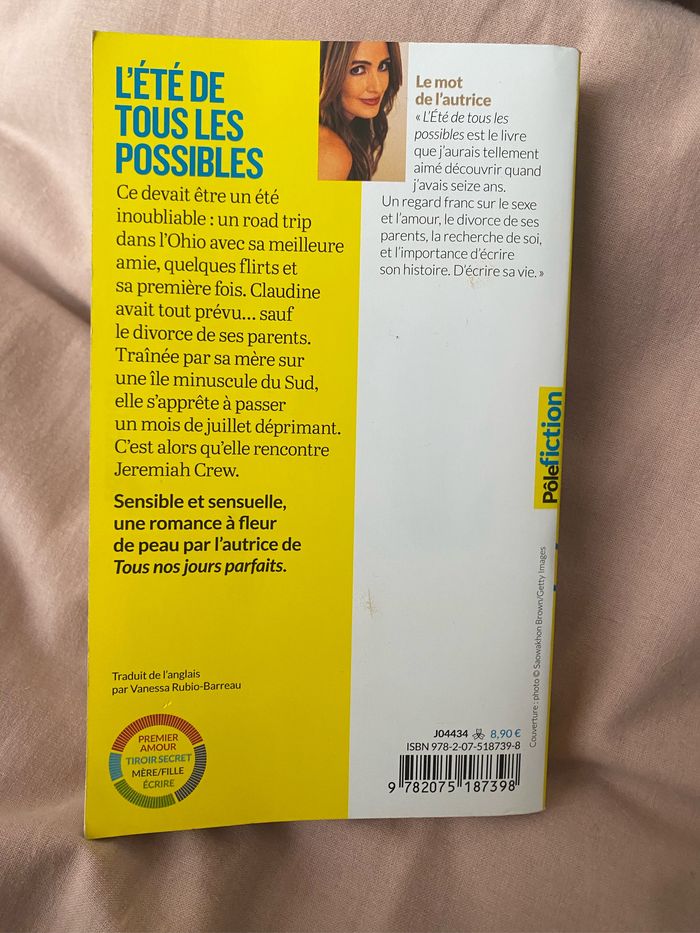 L'ÉTÉ DE
TOUS LES
POSSIBLES
Ce devait être un été
inoubliable : un road trip
dans l'Ohio avec sa meilleure
amie, quelques flirts et
sa première fois. Claudine
avait tout prévu... sauf
le divorce de ses parents.
Traînée par sa mère sur
une île minuscule du Sud,
elle s'apprête à passer
un mois de juillet déprimant.
C'est alors qu'elle rencontre
Jeremiah Crew.
Sensible et sensuelle,
une romance à fleur
de peau par l'autrice de
Tous nos jours parfaits.
Traduit de l'anglais
par Vanessa Rubio-Barreau
PREMIER
AMOUR
TIROIR SECRET
MÈRE/FILLE
ÉCRIRE
Le mot
de l'autrice
« L'Été de tous les
possibles est le livre
que j'aurais tellement
aimé découvrir quand
j'avais seize ans.
Un regard franc sur le sexe
et l'amour, le divorce de ses
parents, la recherche de soi,
et l'importance d'écrire
son histoire. D'écrire sa vie. »
Pôle fiction
Couverture : photo © Saowakhon Brown/Getty Images
J04434 8,90 €
ISBN 978-2-07-518739-8
9 782075 187398